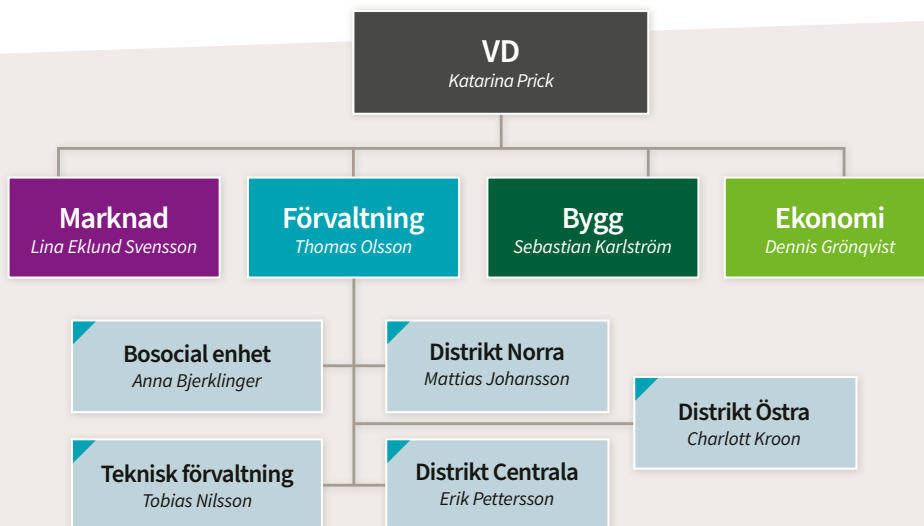 VD
Katarina Prick
Marknad
Lina Eklund Svensson
Förvaltning
Thomas Olsson
Bygg
Sebastian Karlström
Ekonomi
Dennis Grönqvist
Bosocial enhet
Anna Bjerklinger
Distrikt Norra
Mattias Johansson
Distrikt Östra
Charlott Kroon
Teknisk förvaltning
Tobias Nilsson
Distrikt Centrala
Erik Pettersson